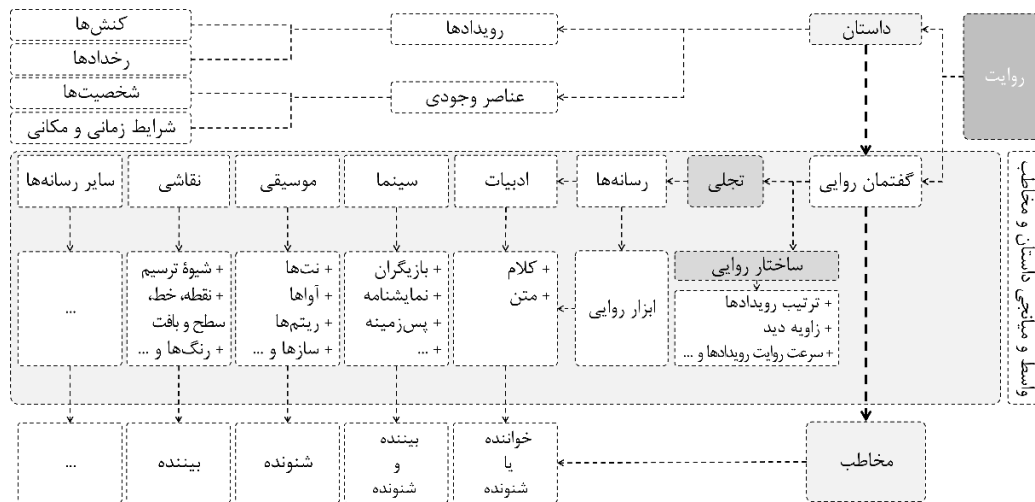 روایت
داستان
رویدادها
کنش‌ها
رخدادها
عناصر وجودی
شخصیت‌ها
شرایط زمانی و مکانی
واسط و میانجی داستان و مخاطب
گفتمان روایی
تجلی
رسانه‌ها
ادبیات
سینما
موسیقی
نقاشی
سایر رسانه‌ها
ساختار روایی
+ ترتیب رویدادها
+ زاویه دید
+ سرعت روایت رویدادها و ...
ابزار روایی
+ کلام
+ متن
+ بازیگران
+ نمایشنامه
+ پس‌زمینه
+ ...
+ نت‌ها
+ آواها
+ ریتم‌ها
+ سازها و ...
+ شیوۀ ترسیم
+ نقطه، خط،
سطح و بافت
+ رنگ‌ها و ...
...
مخاطب
خواننده
یا
شنونده
بیننده
و
شنونده
شنونده
بیننده
...